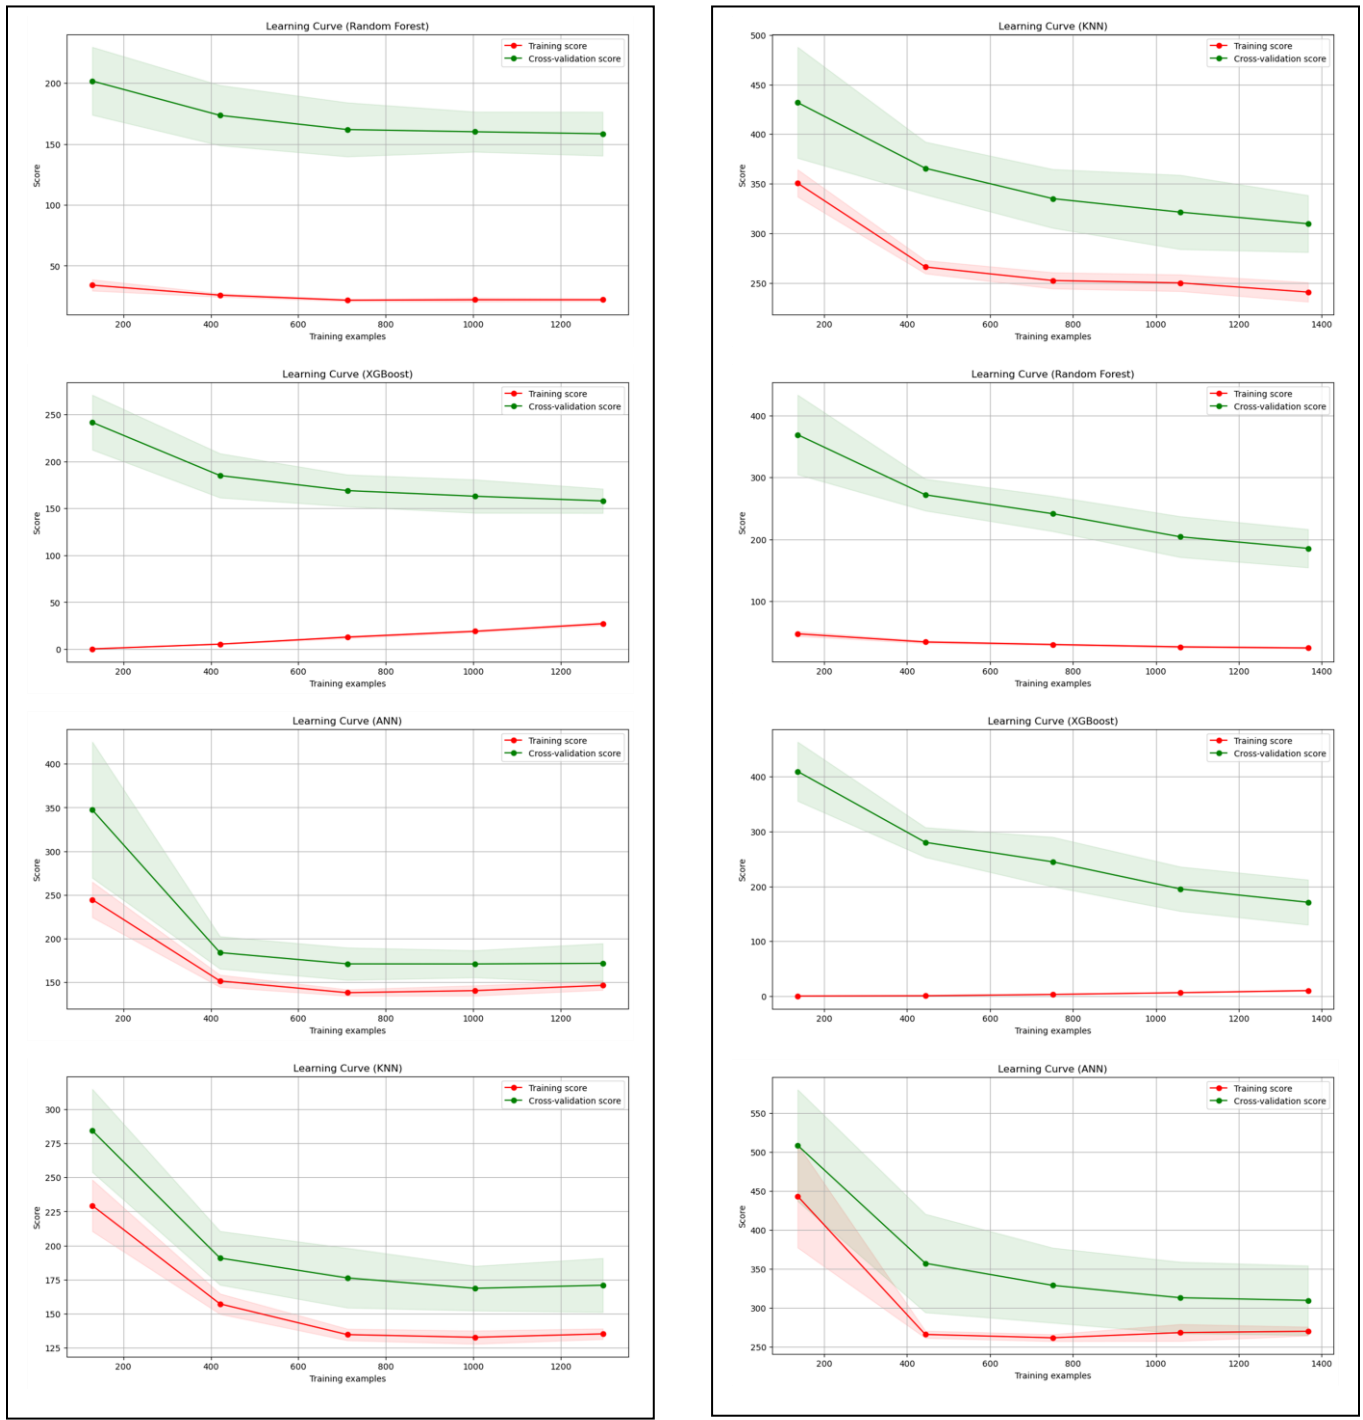 Learning Curve (Random Forest)
Training score
Cross-validation score
200
150
100
50
Score
200
400
600
800
1000
1200
Training examples
Learning Curve (XGBoost)
Training score
Cross-validation score
250
200
150
100
50
0
Score
200
400
600
800
1000
1200
Training examples
Learning Curve (ANN)
Training score
Cross-validation score
400
350
300
250
200
150
Score
200
400
600
800
1000
1200
Training examples
Learning Curve (KNN)
Training score
Cross-validation score
300
275
250
225
200
175
150
125
Score
200
400
600
800
1000
1200
Training examples
Learning Curve (KNN)
Training score
Cross-validation score
500
450
400
350
300
250
Score
200
400
600
800
1000
1200
1400
Training examples
Learning Curve (Random Forest)
Training score
Cross-validation score
400
300
200
100
Score
200
400
600
800
1000
1200
1400
Training examples
Learning Curve (XGBoost)
Training score
Cross-validation score
400
300
200
100
0
Score
200
400
600
800
1000
1200
1400
Training examples
Learning Curve (ANN)
Training score
Cross-validation score
550
500
450
400
350
300
250
Score
200
400
600
800
1000
1200
1400
Training examples